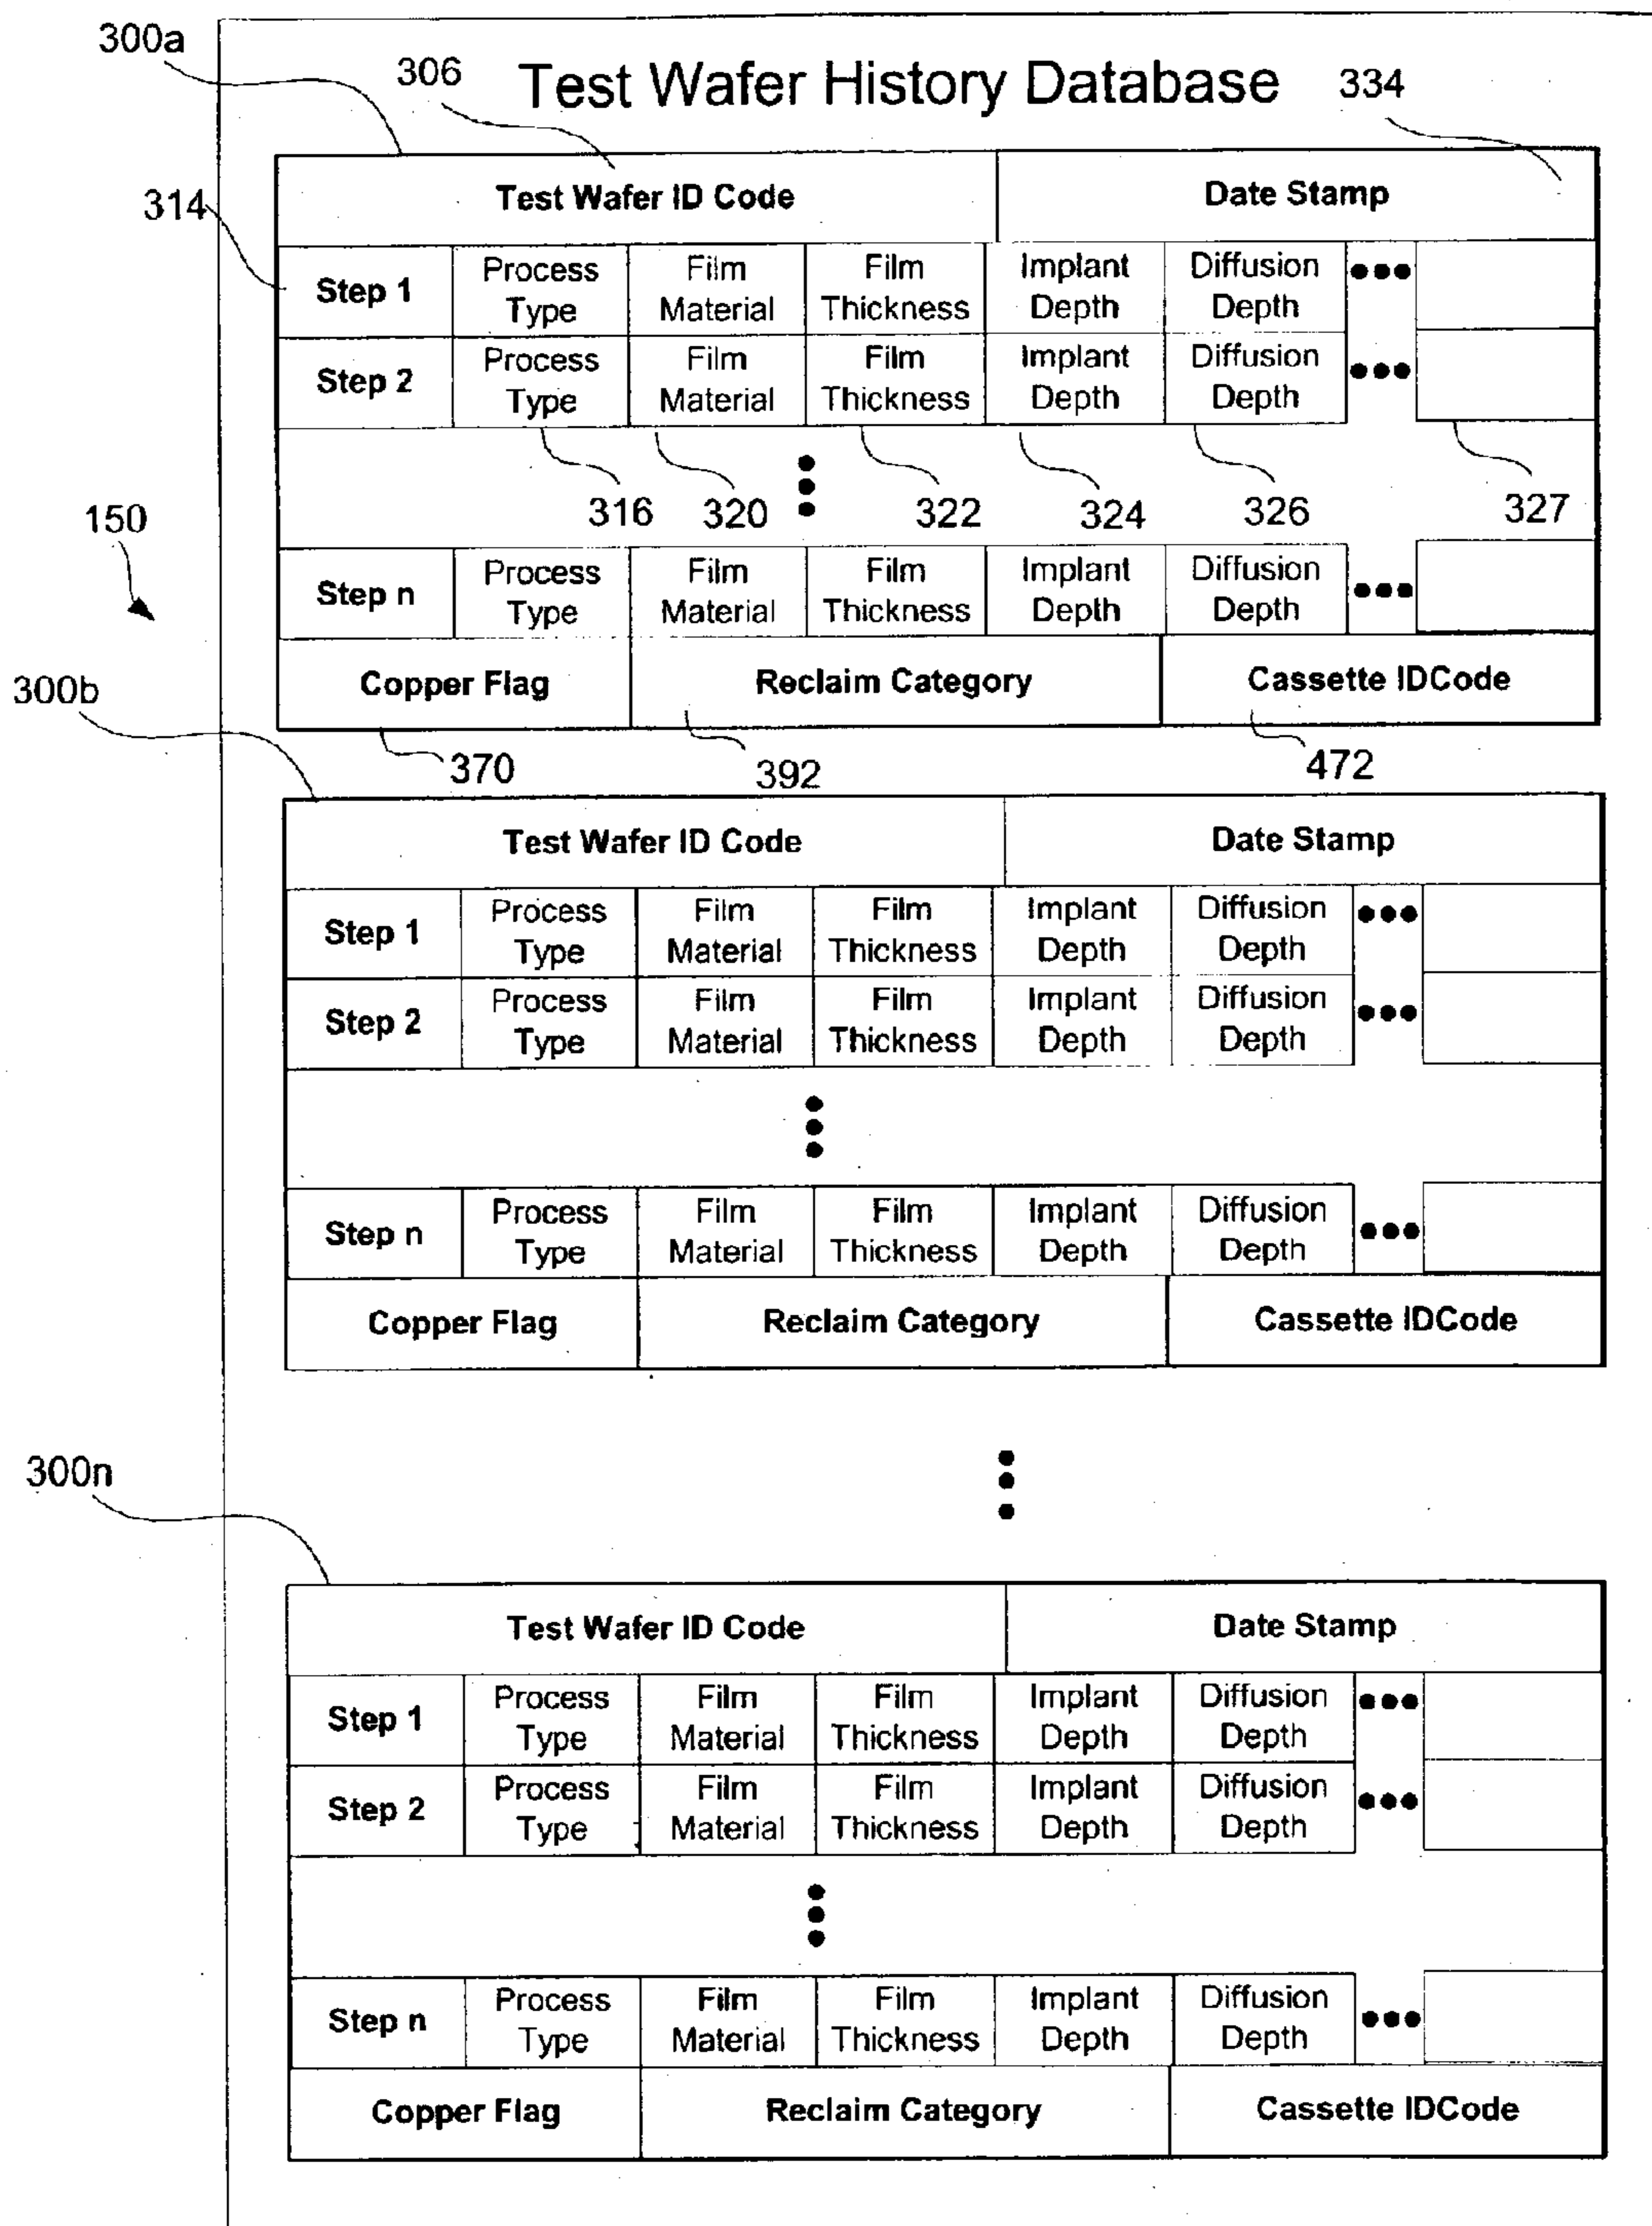 300a
306
Test Wafer History Database
334
Test Wafer ID Code Date Stamp
314
Step 1 Process Type Film Material Film Thickness Implant Depth Diffusion Depth •••
Step 2 Process Type Film Material Film Thickness Implant Depth Diffusion Depth •••
316 320 322 324 326 327
150
Step n Process Type Film Material Film Thickness Implant Depth Diffusion Depth •••
Copper Flag Reclaim Category Cassette IDCode
300b
370 392 472
Test Wafer ID Code Date Stamp
Step 1 Process Type Film Material Film Thickness Implant Depth Diffusion Depth •••
Step 2 Process Type Film Material Film Thickness Implant Depth Diffusion Depth •••
Step n Process Type Film Material Film Thickness Implant Depth Diffusion Depth •••
Copper Flag Reclaim Category Cassette IDCode
300n
Test Wafer ID Code Date Stamp
Step 1 Process Type Film Material Film Thickness Implant Depth Diffusion Depth •••
Step 2 Process Type Film Material Film Thickness Implant Depth Diffusion Depth •••
Step n Process Type Film Material Film Thickness Implant Depth Diffusion Depth •••
Copper Flag Reclaim Category Cassette IDCode